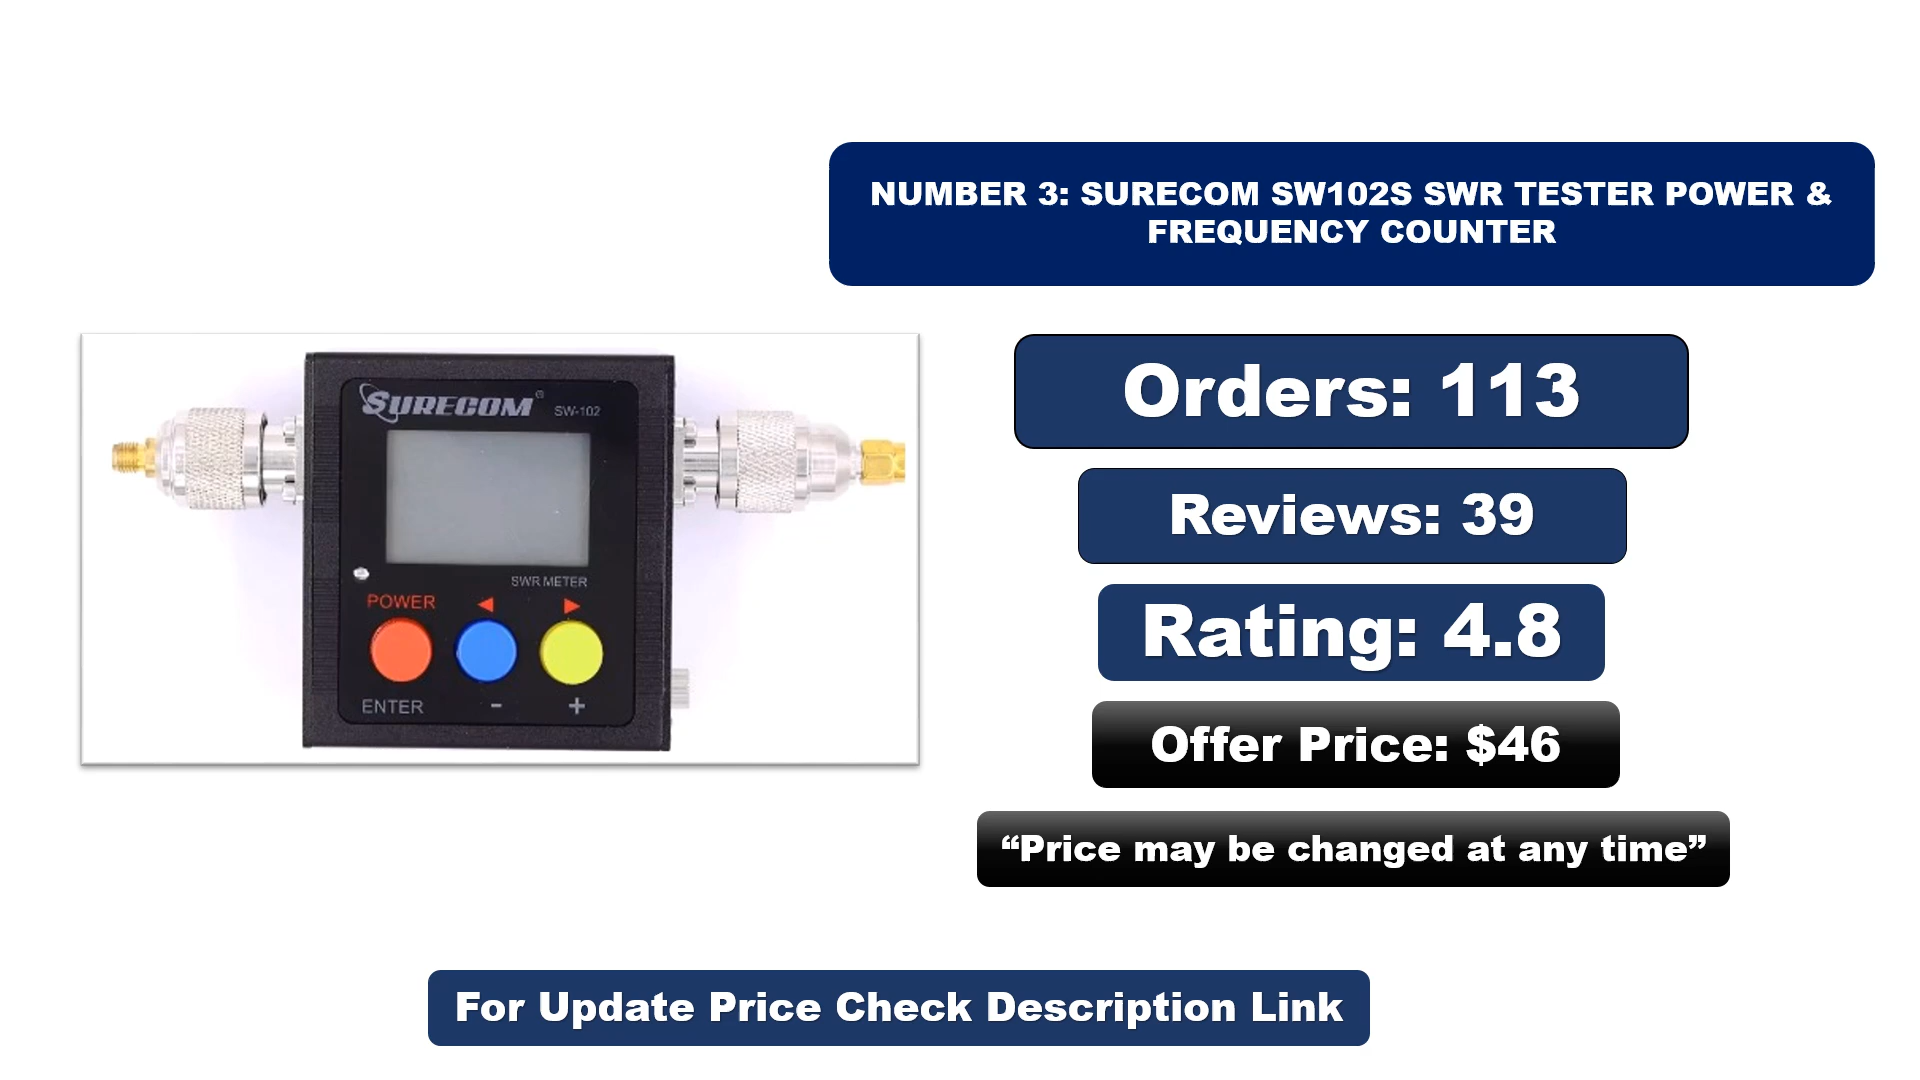 NUMBER 3: SURECOM SW102S SWR TESTER POWER &
FREQUENCY COUNTER
SURECOM® SW-102
SWR METER
POWER ◀ ▶
ENTER - +
Orders: 113
Reviews: 39
Rating: 4.8
Offer Price: $46
“Price may be changed at any time”
For Update Price Check Description Link